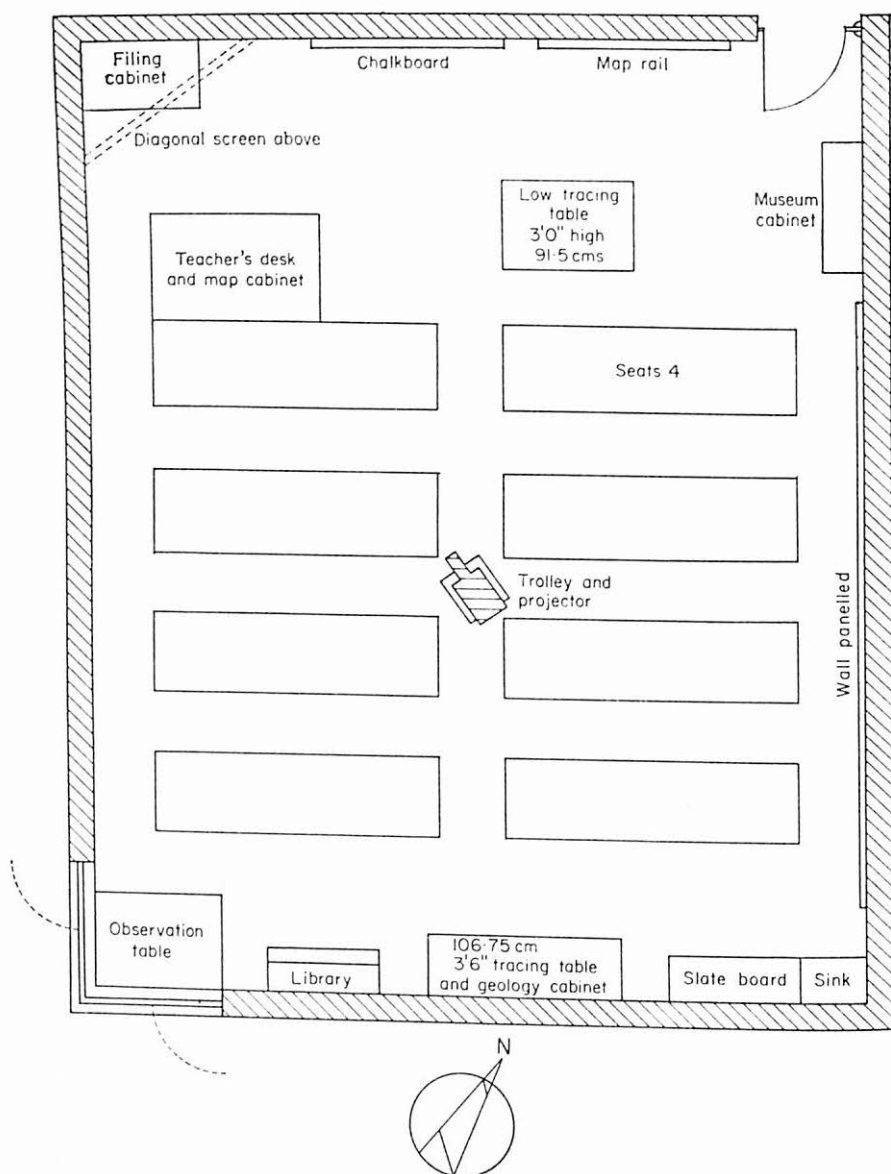 Filing
cabinet
Chalkboard
Map rail
Diagonal screen above
Low tracing
table
3'0" high
91·5 cms
Museum
cabinet
Teacher's desk
and map cabinet
Seats 4
Trolley and
projector
Wall panelled
Observation
table
Library
106·75 cm
3'6" tracing table
and geology cabinet
Slate board
Sink
N